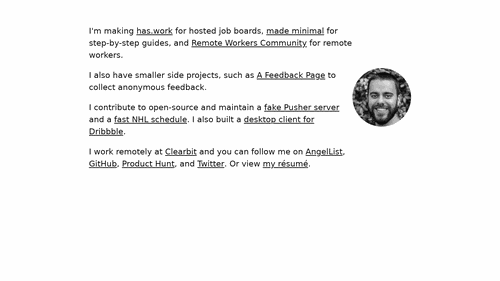 I'm making has.work for hosted job boards, made minimal for
step-by-step guides, and Remote Workers Community for remote
workers.
I also have smaller side projects, such as A Feedback Page to
collect anonymous feedback.
I contribute to open-source and maintain a fake Pusher server
and a fast NHL schedule. I also built a desktop client for
Dribbble.
I work remotely at Clearbit and you can follow me on AngelList,
GitHub, Product Hunt, and Twitter. Or view my résumé.